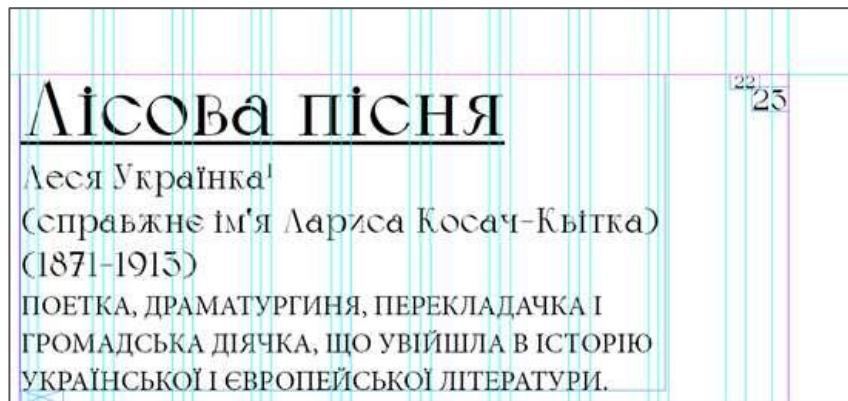 Лісова пісня
22
23
Леся Українка¹
(справжнє ім'я Лариса Косач-Квітка)
(1871-1913)
ПОЕТКА, ДРАМАТУРГИНЯ, ПЕРЕКЛАДАЧКА І
ГРОМАДСЬКА ДІЯЧКА, ЩО УВІЙШЛА В ІСТОРІЮ
УКРАЇНСЬКОЇ І ЄВРОПЕЙСЬКОЇ ЛІТЕРАТУРИ.